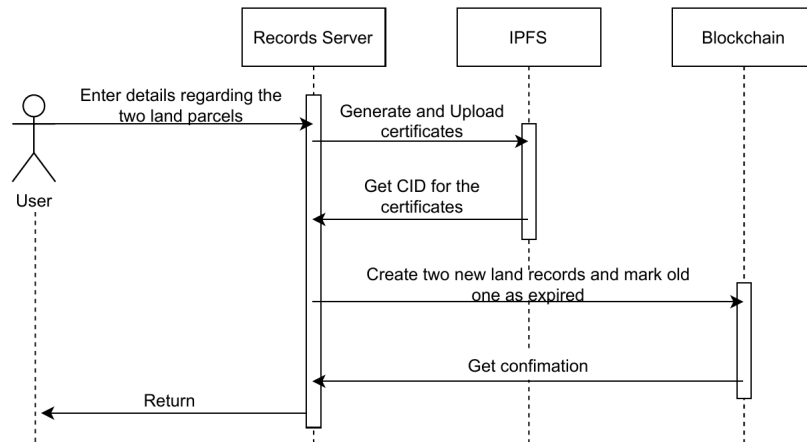 Records Server
IPFS
Blockchain
Enter details regarding the
two land parcels
Generate and Upload
certificates
Get CID for the
certificates
User
Create two new land records and mark old
one as expired
Get confimation
Return